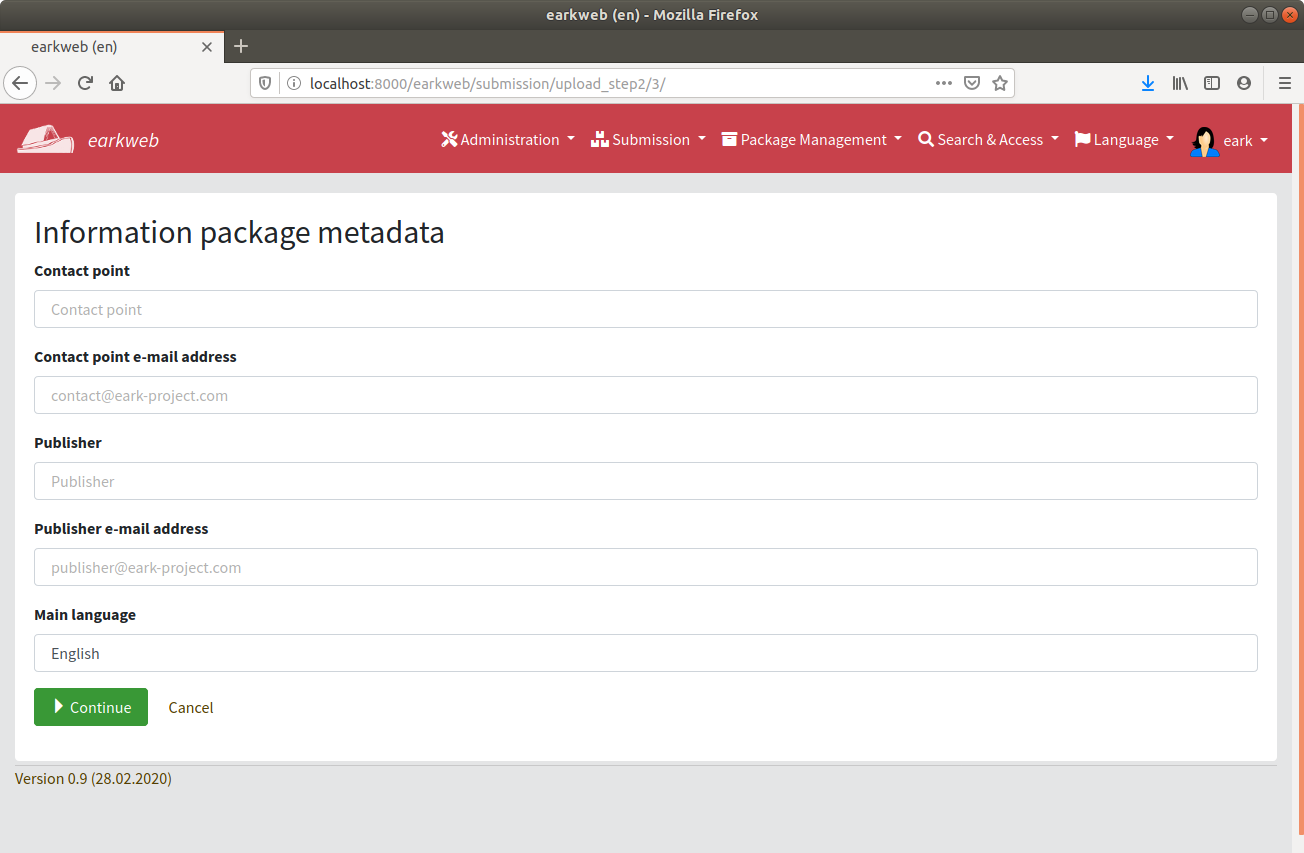 earkweb (en) - Mozilla Firefox
earkweb (en)
localhost:8000/earkweb/submission/upload_step2/3/
earkweb Administration Submission Package Management Search & Access Language eark
Information package metadata
Contact point
Contact point
Contact point e-mail address
contact@eark-project.com
Publisher
Publisher
Publisher e-mail address
publisher@eark-project.com
Main language
English
Continue Cancel
Version 0.9 (28.02.2020)